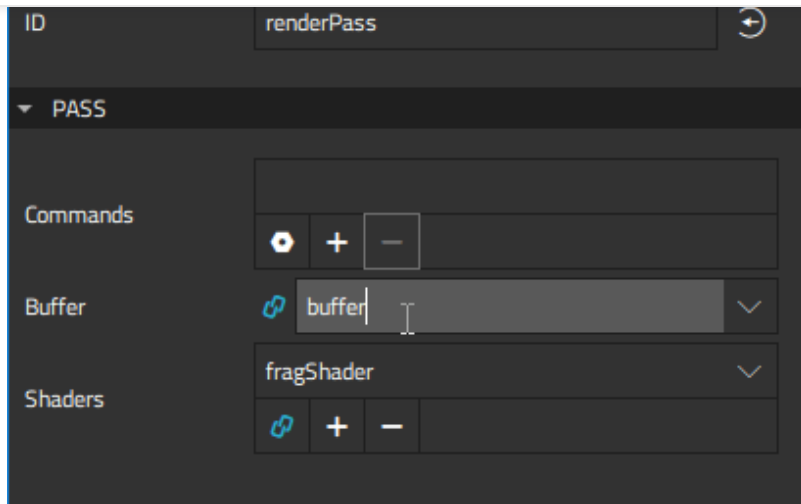 ID
renderPass
PASS
Commands
Buffer
buffer
Shaders
fragShader